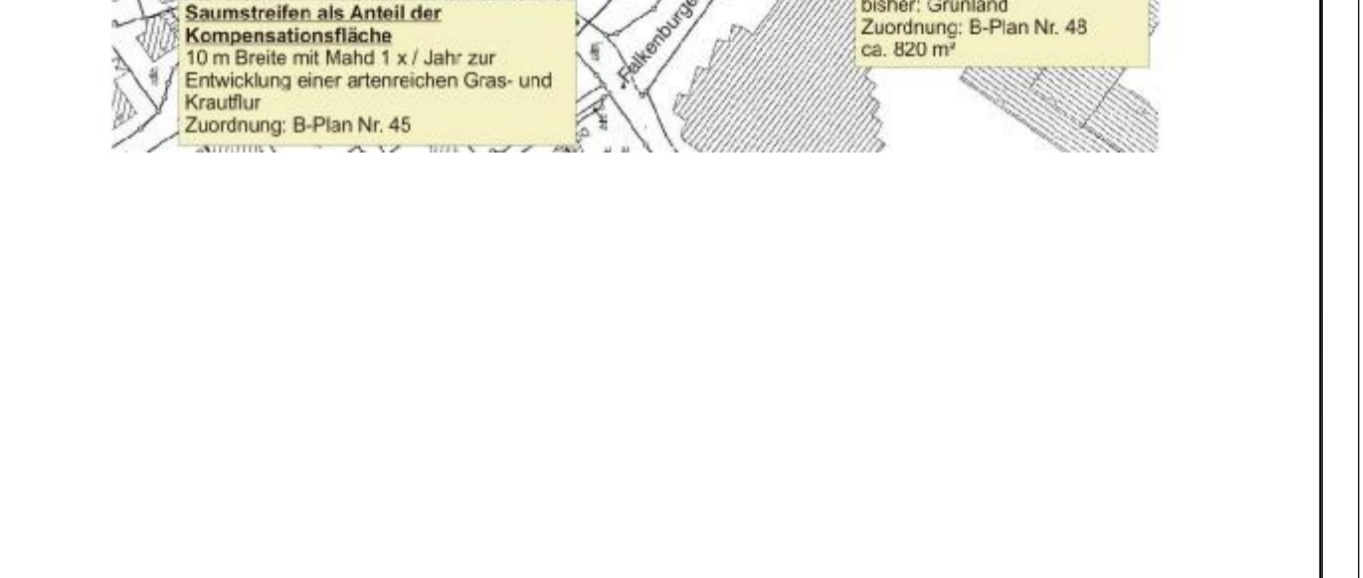 Saumstreifen als Anteil der
Kompensationsfläche
10 m Breite mit Mahd 1 x / Jahr zur
Entwicklung einer artenreichen Gras- und
Krautflur
Zuordnung: B-Plan Nr. 45
Falkenburge
bisher: Grünland
Zuordnung: B-Plan Nr. 48
ca. 820 m²